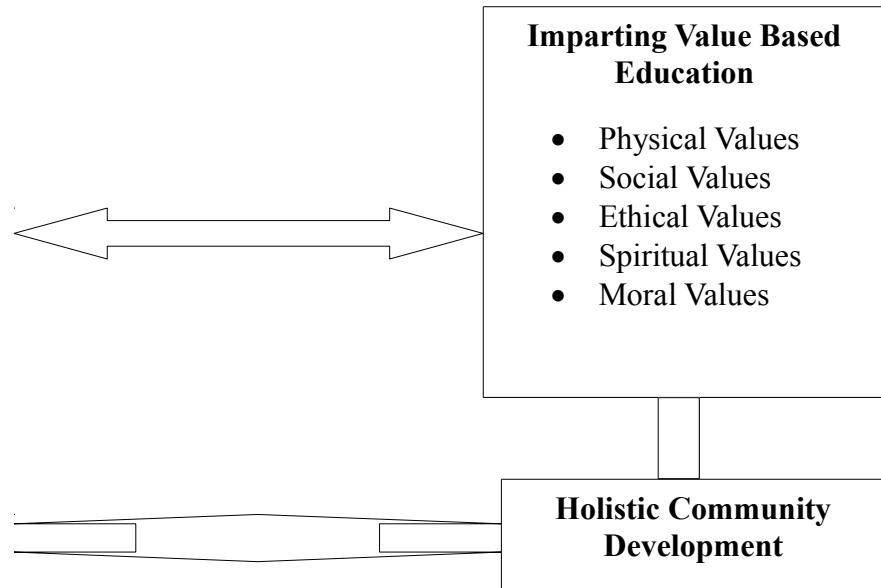 Imparting Value Based
Education
• Physical Values
• Social Values
• Ethical Values
• Spiritual Values
• Moral Values
Holistic Community
Development